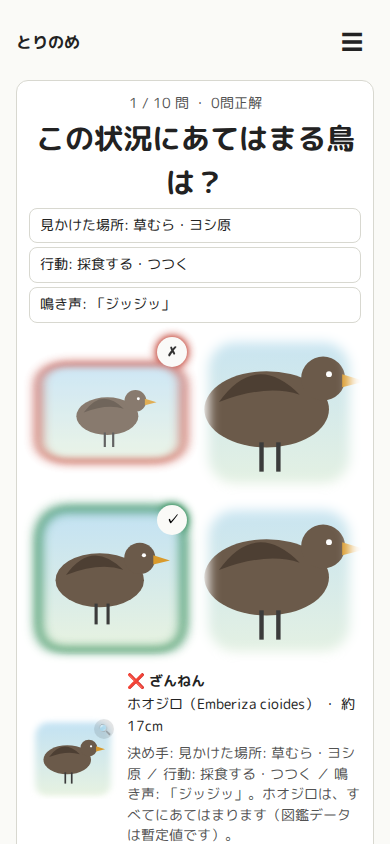 とりのめ
1 / 10 問 ・ 0問正解
この状況にあてはまる鳥
は？
見かけた場所: 草むら・ヨシ原
行動: 採食する・つつく
鳴き声: 「ジッジッ」
✗
✓
❌ ざんねん
ホオジロ（Emberiza cioides） ・ 約
17cm
決め手: 見かけた場所: 草むら・ヨシ
原 ／ 行動: 採食する・つつく ／ 鳴
き声: 「ジッジッ」。ホオジロは、す
べてにあてはまります（図鑑データ
は暫定値です）。